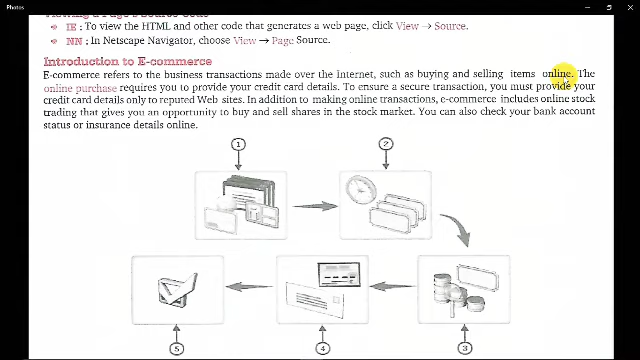 Photos
Viewing a Page's Source Code
IE: To view the HTML and other code that generates a web page, click View → Source.
NN: In Netscape Navigator, choose View → Page Source.
Introduction to E-commerce
E-commerce refers to the business transactions made over the Internet, such as buying and selling items online. The
online purchase requires you to provide your credit card details. To ensure a secure transaction, you must provide your
credit card details only to reputed Web sites. In addition to making online transactions, e-commerce includes online stock
trading that gives you an opportunity to buy and sell shares in the stock market. You can also check your bank account
status or insurance details online.
1
2
5
4
3